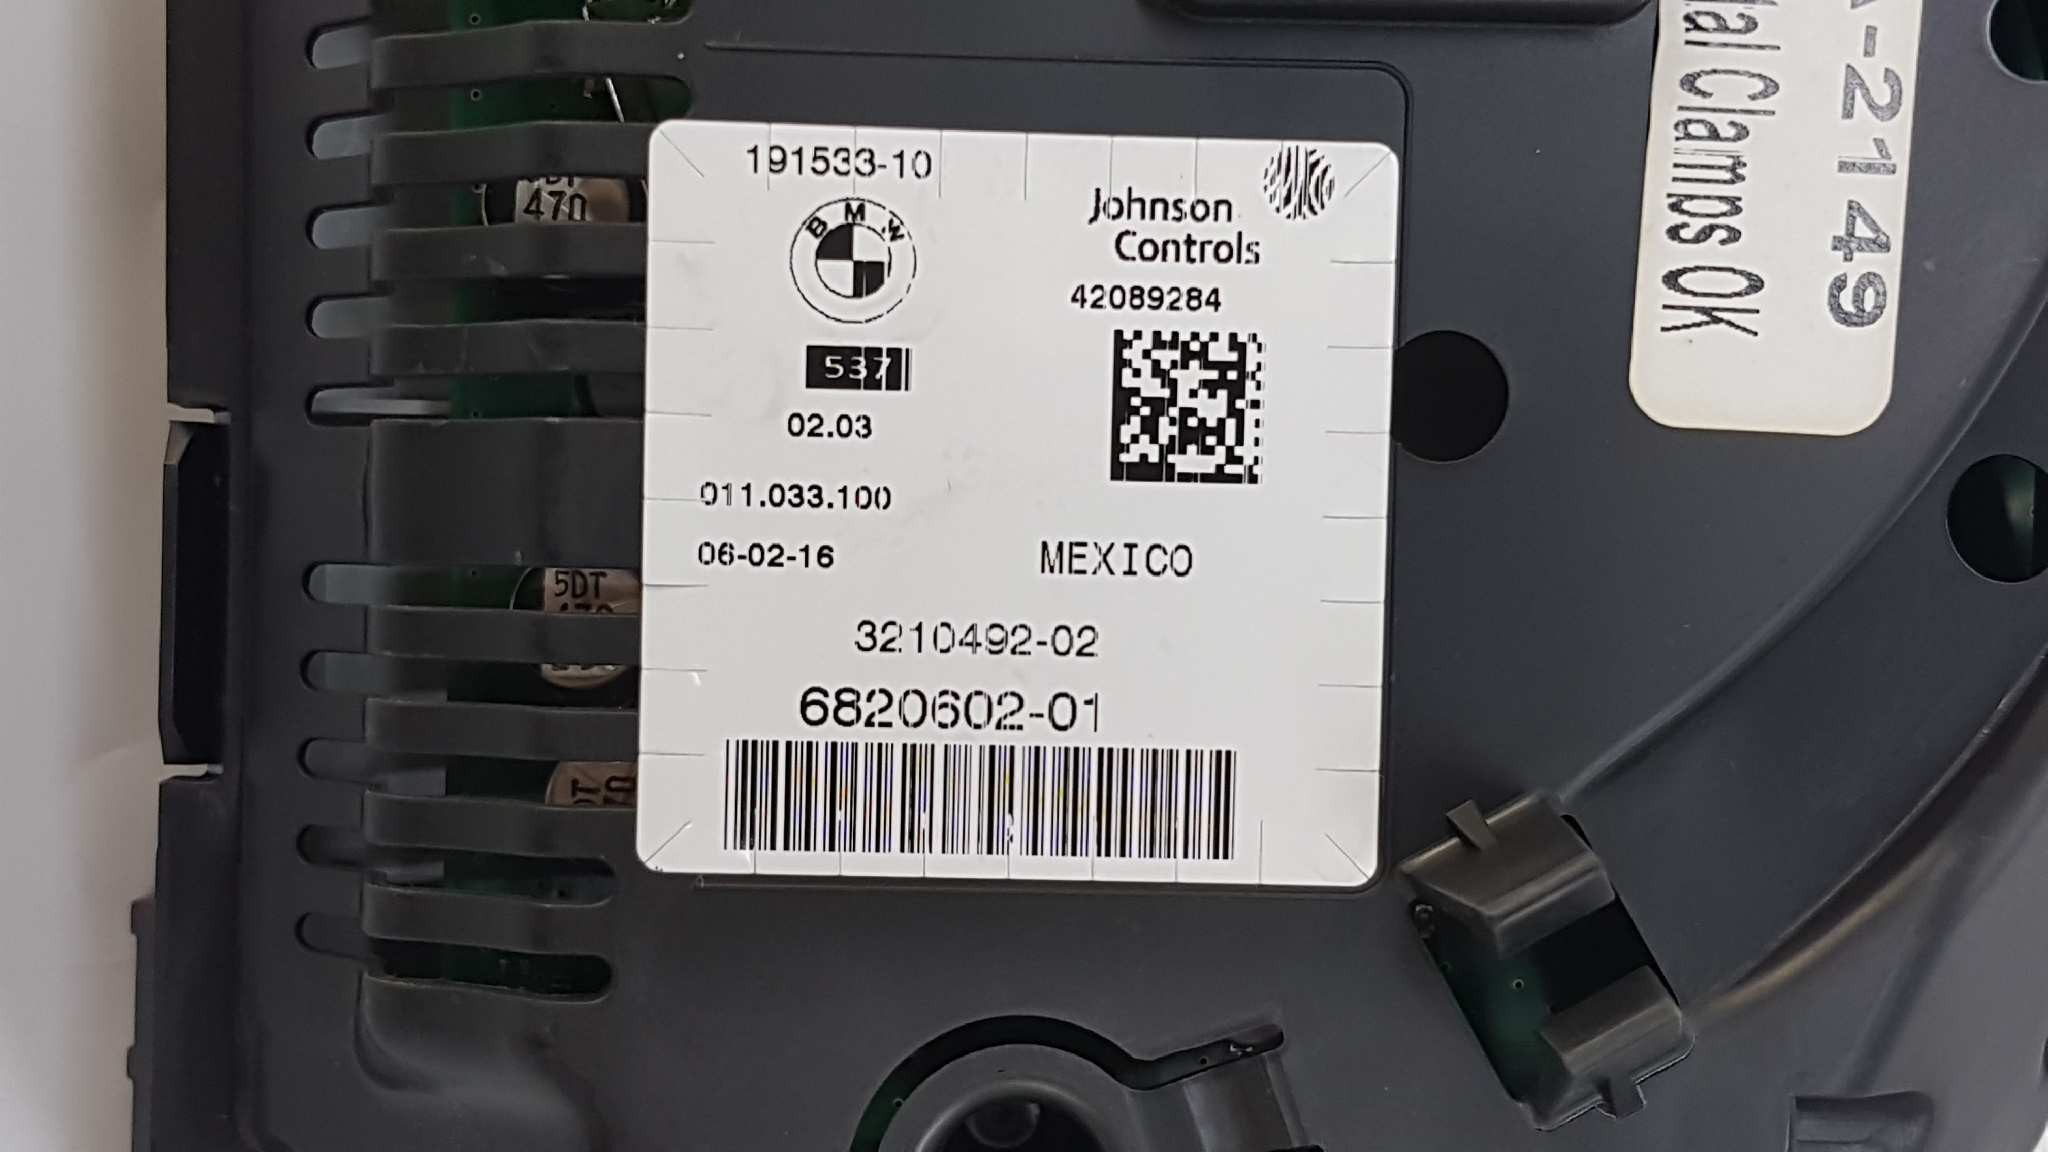 191533-10
BMW
537
02.03
011.033.100
06-02-16
Johnson
Controls
42089284
MEXICO
3210492-02
6820602-01
-2149
Clamps OK
470
5DT